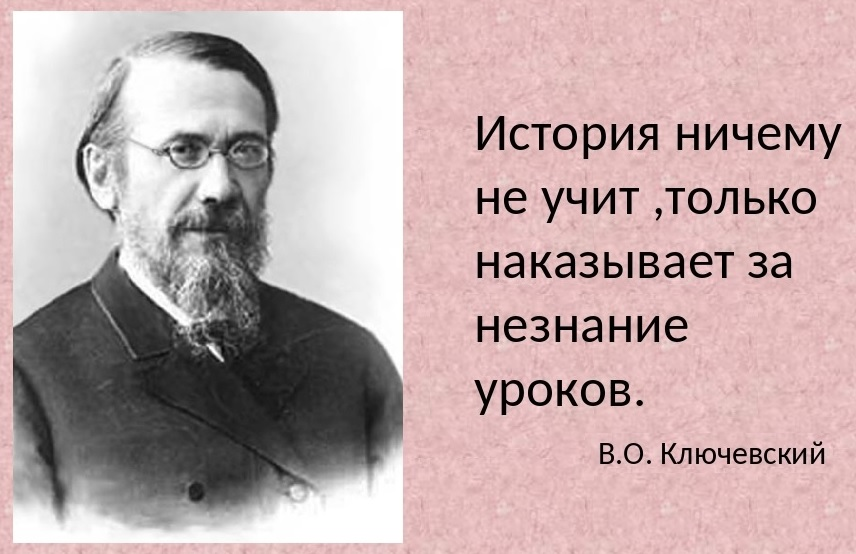 История ничему
не учит ,только
наказывает за
незнание
уроков.
В.О. Ключевский